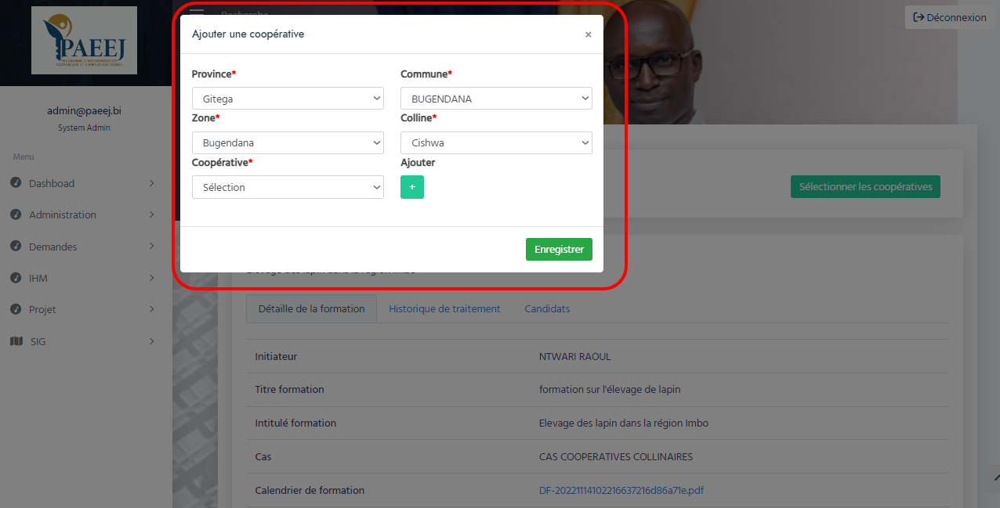 PAEEJ
Recherche
Déconnexion
Ajouter une coopérative
×
Province*
Commune*
Gitega
BUGENDANA
Zone*
Colline*
Bugendana
Cishwa
Coopérative*
Ajouter
Sélection
+
Enregistrer
admin@paeej.bi
System Admin
Menu
Dashboad
Administration
Demandes
IHM
Projet
SIG
Sélectionner les coopératives
Elevage des lapin dans la région Imbo
Détaille de la formation
Historique de traitement
Candidats
Initiateur
NTWARI RAOUL
Titre formation
formation sur l'élevage de lapin
Intitulé formation
Elevage des lapin dans la région Imbo
Cas
CAS COOPERATIVES COLLINAIRES
Calendrier de formation
DF-20221114102216637216d86a71e.pdf